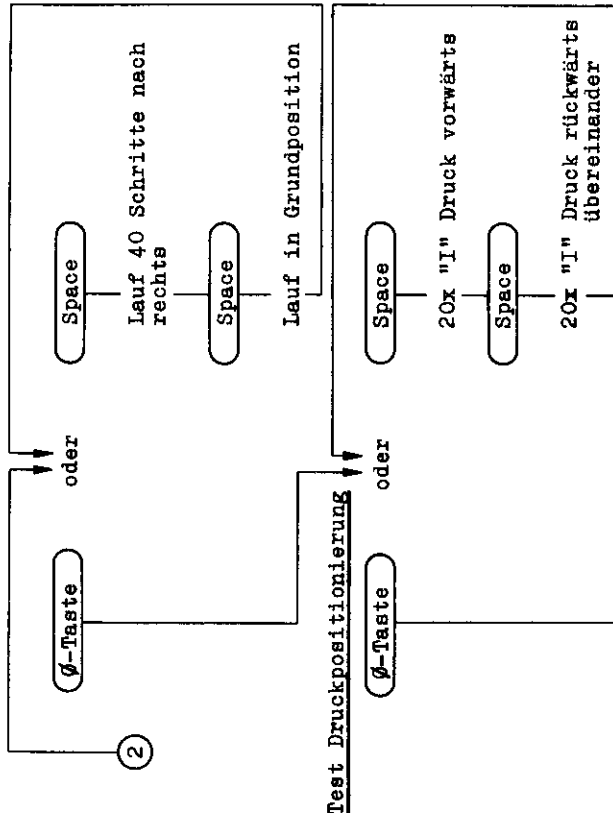 2
Ø-Taste
oder
Space
Lauf 40 Schritte nach
rechts
Space
Lauf in Grundposition
Test Druckpositionierung
Ø-Taste
oder
Space
20x "I" Druck vorwärts
Space
20x "I" Druck rückwärts
übereinander